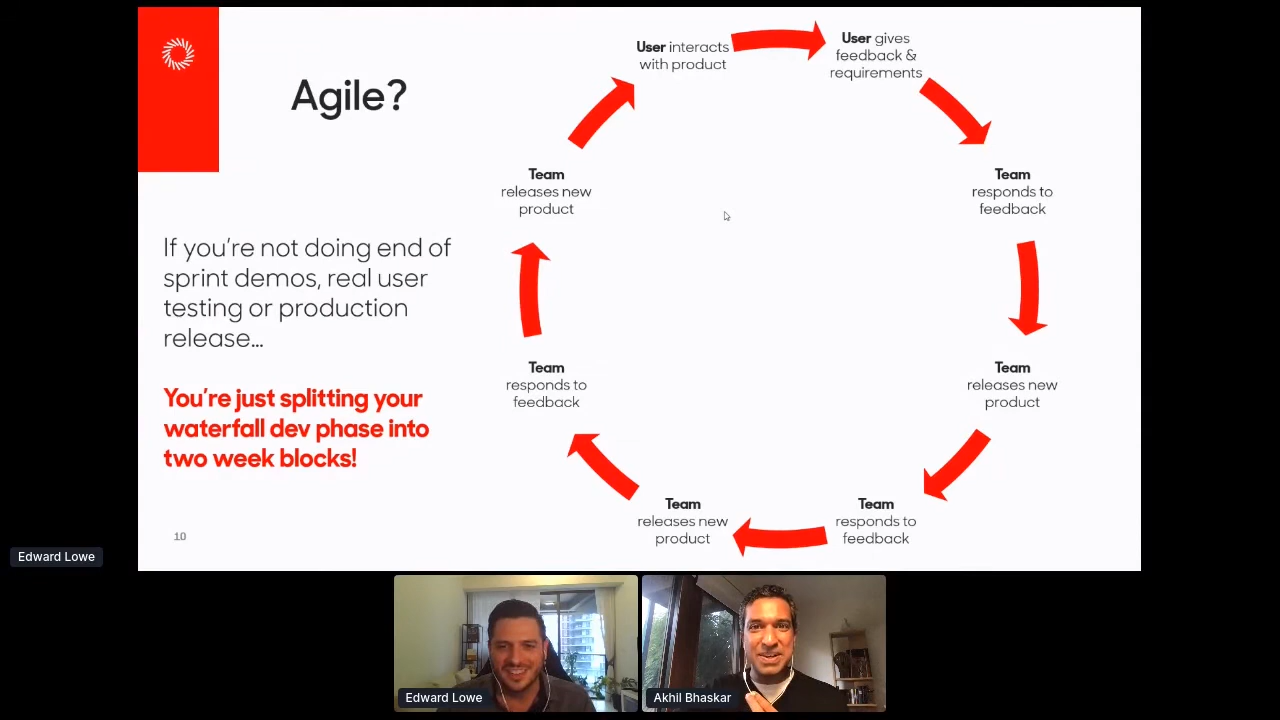 Agile?
If you're not doing end of
sprint demos, real user
testing or production
release...
You're just splitting your
waterfall dev phase into
two week blocks!
10
User interacts
with product
User gives
feedback &
requirements
Team
responds to
feedback
Team
releases new
product
Team
responds to
feedback
Team
releases new
product
Team
responds to
feedback
Team
releases new
product
Edward Lowe
Edward Lowe
Akhil Bhaskar